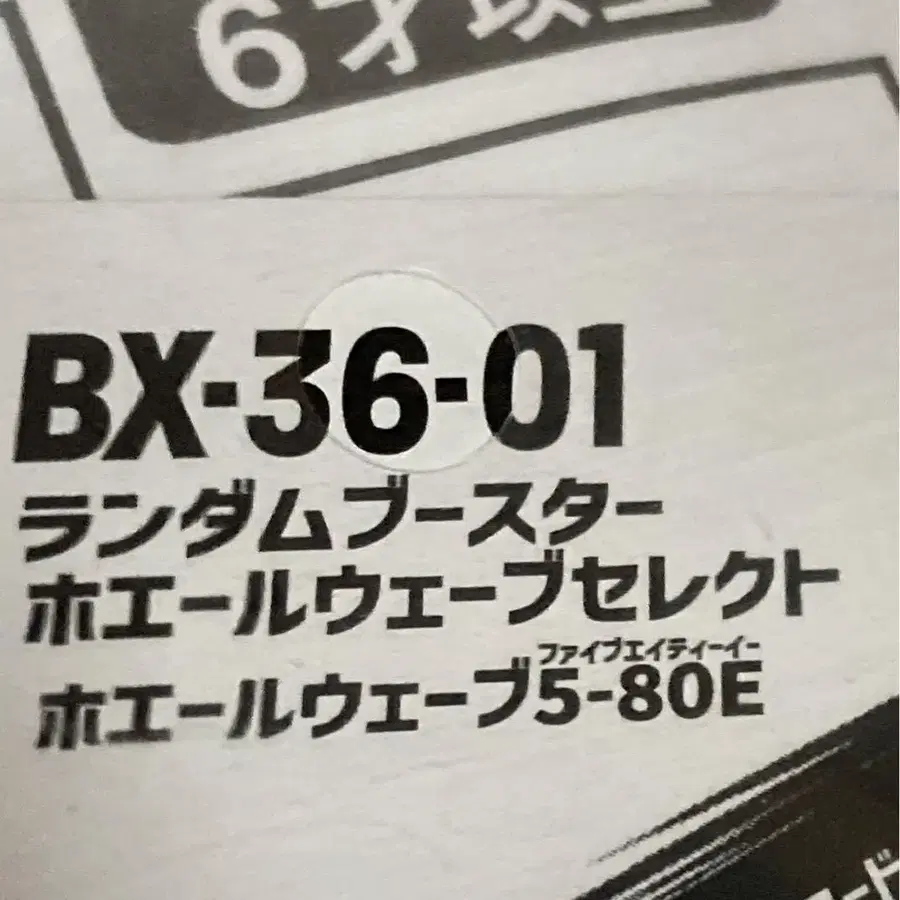 6才以上
BX-36-01
ランダムブースター
ホエールウェーブセレクト
ファイブエイティーイー
ホエールウェーブ5-80E